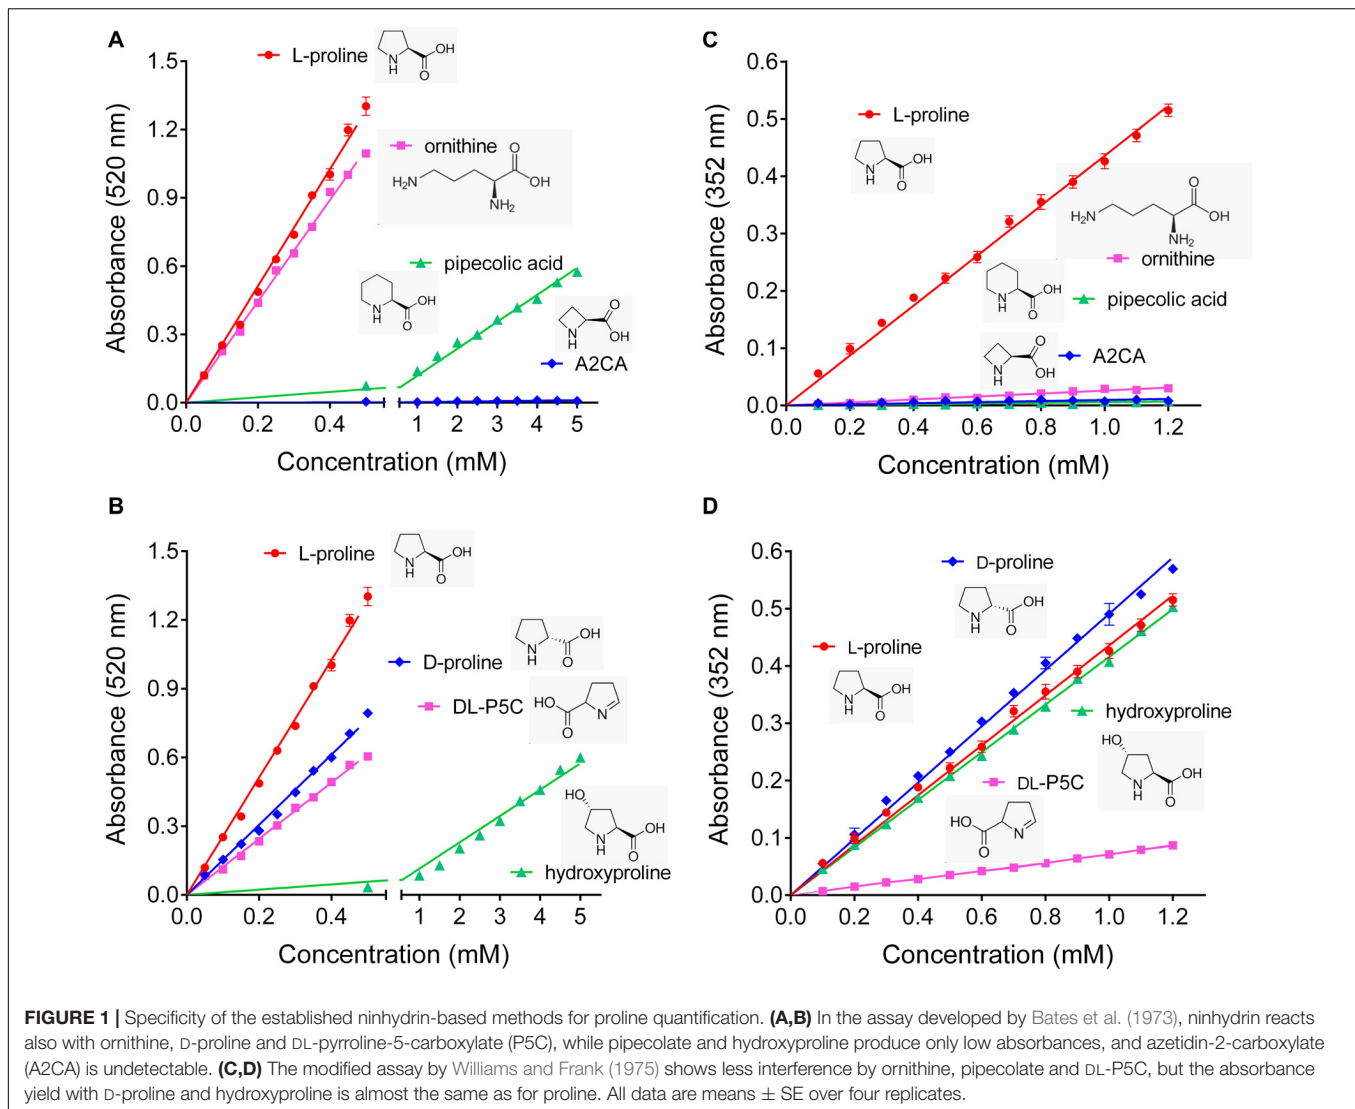 A
1.5
1.2
0.9
0.6
0.3
0.0
Absorbance (520 nm)
L-proline
N
H
OH
O
ornithine
NH₂
NH₂
O
OH
pipecolic acid
N
H
OH
O
NH
O
OH
A2CA
0.0
0.2
0.4
1
2
3
4
5
Concentration (mM)
C
0.6
0.5
0.4
0.3
0.2
0.1
0.0
Absorbance (352 nm)
L-proline
N
H
OH
O
NH₂
NH₂
O
OH
ornithine
N
H
OH
O
pipecolic acid
NH
O
OH
A2CA
0.0
0.2
0.4
0.6
0.8
1.0
1.2
Concentration (mM)
B
1.5
1.2
0.9
0.6
0.3
0.0
Absorbance (520 nm)
L-proline
N
H
OH
O
D-proline
N
H
OH
O
DL-P5C
HO
O
N
HO
N
H
OH
O
hydroxyproline
0.0
0.2
0.4
1
2
3
4
5
Concentration (mM)
D
0.6
0.5
0.4
0.3
0.2
0.1
0.0
Absorbance (352 nm)
D-proline
N
H
OH
O
L-proline
N
H
OH
O
hydroxyproline
HO
N
H
OH
O
DL-P5C
HO
O
N
0.0
0.2
0.4
0.6
0.8
1.0
1.2
Concentration (mM)
FIGURE 1 | Specificity of the established ninhydrin-based methods for proline quantification. (A,B) In the assay developed by Bates et al. (1973), ninhydrin reacts
also with ornithine, D-proline and DL-pyrroline-5-carboxylate (P5C), while pipecolate and hydroxyproline produce only low absorbances, and azetidin-2-carboxylate
(A2CA) is undetectable. (C,D) The modified assay by Williams and Frank (1975) shows less interference by ornithine, pipecolate and DL-P5C, but the absorbance
yield with D-proline and hydroxyproline is almost the same as for proline. All data are means ± SE over four replicates.